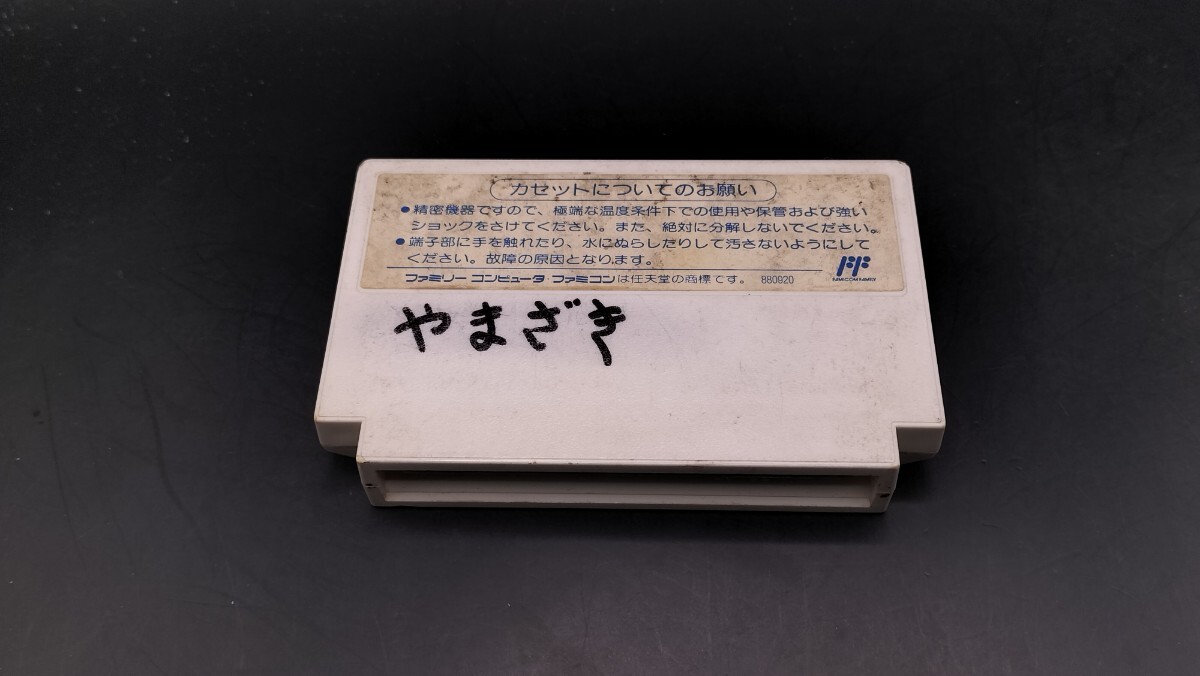 カセットについてのお願い
●精密機器ですので、極端な温度条件下での使用や保管および強い
ショックをさけてください。また、絶対に分解しないでください。
●端子部に手を触れたり、水にぬらしたりして汚さないようにして
ください。故障の原因となります。
ファミリーコンピュータ・ファミコンは任天堂の商標です。 880920
FAMICOM FAMILY
やまざき